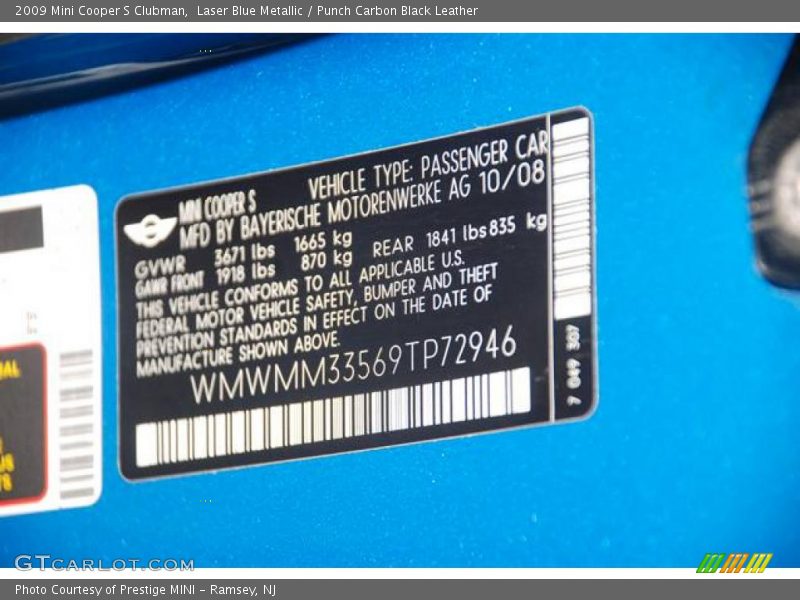 2009 Mini Cooper S Clubman,  Laser Blue Metallic / Punch Carbon Black Leather
MINI COOPER S VEHICLE TYPE: PASSENGER CAR
MFD BY BAYERISCHE MOTORENWERKE AG 10/08
GVWR 3671 lbs 1665 kg
GAWR FRONT 1918 lbs 870 kg REAR 1841 lbs 835 kg
THIS VEHICLE CONFORMS TO ALL APPLICABLE U.S.
FEDERAL MOTOR VEHICLE SAFETY, BUMPER AND THEFT
PREVENTION STANDARDS IN EFFECT ON THE DATE OF
MANUFACTURE SHOWN ABOVE.
WMWMM33569TP72946
7 049 307
GTCARLOT.COM
Photo Courtesy of Prestige MINI - Ramsey, NJ